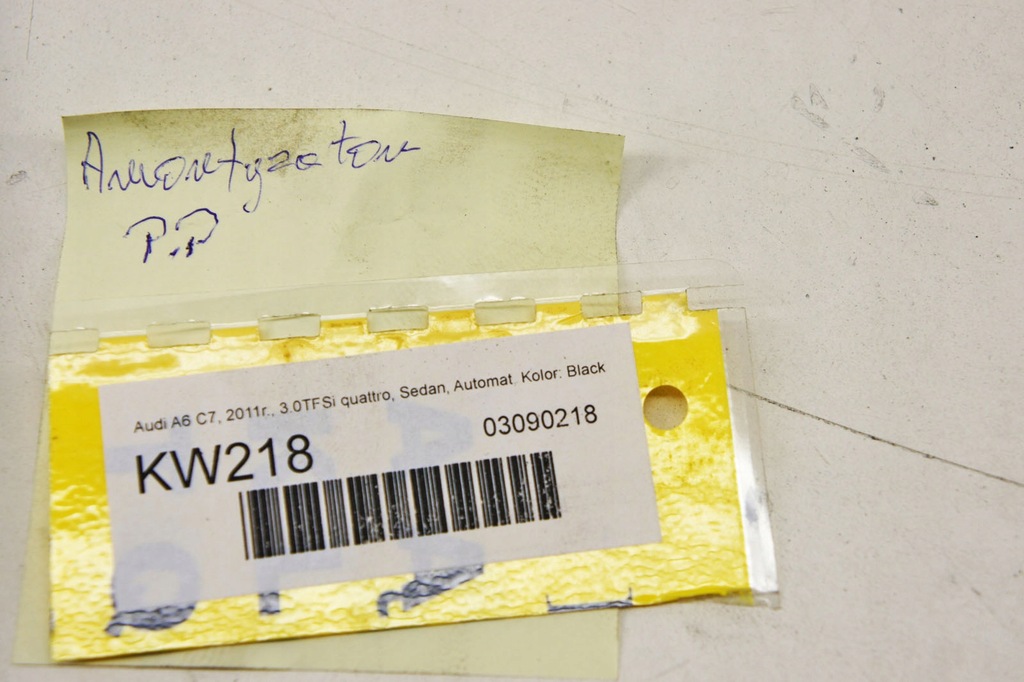 Amortyzator
P.P
Audi A6 C7, 2011r., 3.0TFSi quattro, Sedan, Automat. Kolor: Black
03090218
KW218